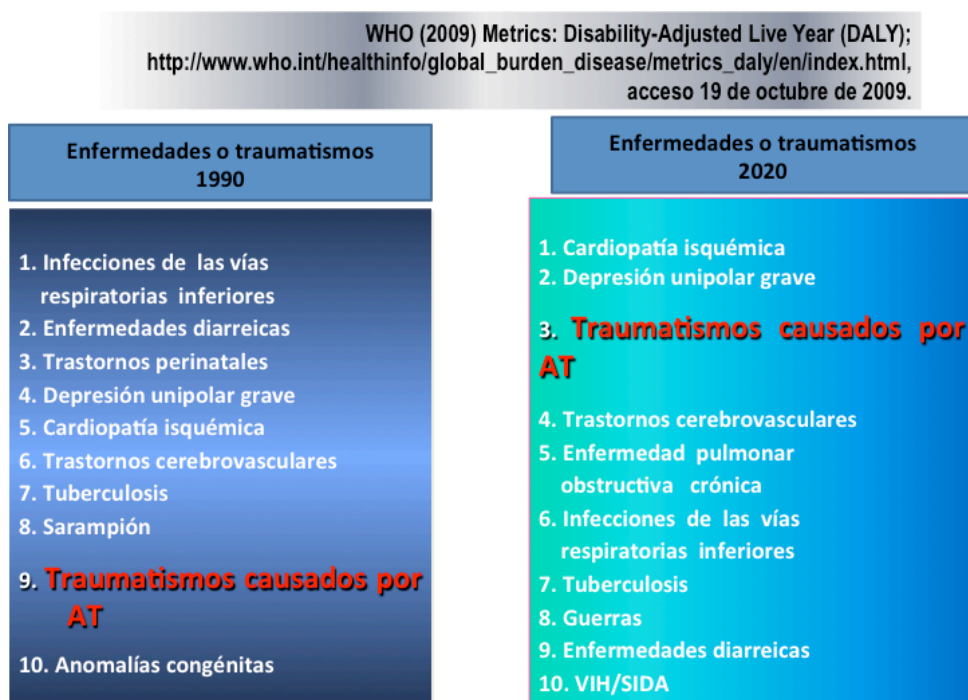 WHO (2009) Metrics: Disability-Adjusted Live Year (DALY);
http://www.who.int/healthinfo/global_burden_disease/metrics_daly/en/index.html,
acceso 19 de octubre de 2009.
Enfermedades o traumatismos
1990
1. Infecciones de las vías
respiratorias inferiores
2. Enfermedades diarreicas
3. Trastornos perinatales
4. Depresión unipolar grave
5. Cardiopatía isquémica
6. Trastornos cerebrovasculares
7. Tuberculosis
8. Sarampión
9. Traumatismos causados por
AT
10. Anomalías congénitas
Enfermedades o traumatismos
2020
1. Cardiopatía isquémica
2. Depresión unipolar grave
3. Traumatismos causados por
AT
4. Trastornos cerebrovasculares
5. Enfermedad pulmonar
obstructiva crónica
6. Infecciones de las vías
respiratorias inferiores
7. Tuberculosis
8. Guerras
9. Enfermedades diarreicas
10. VIH/SIDA